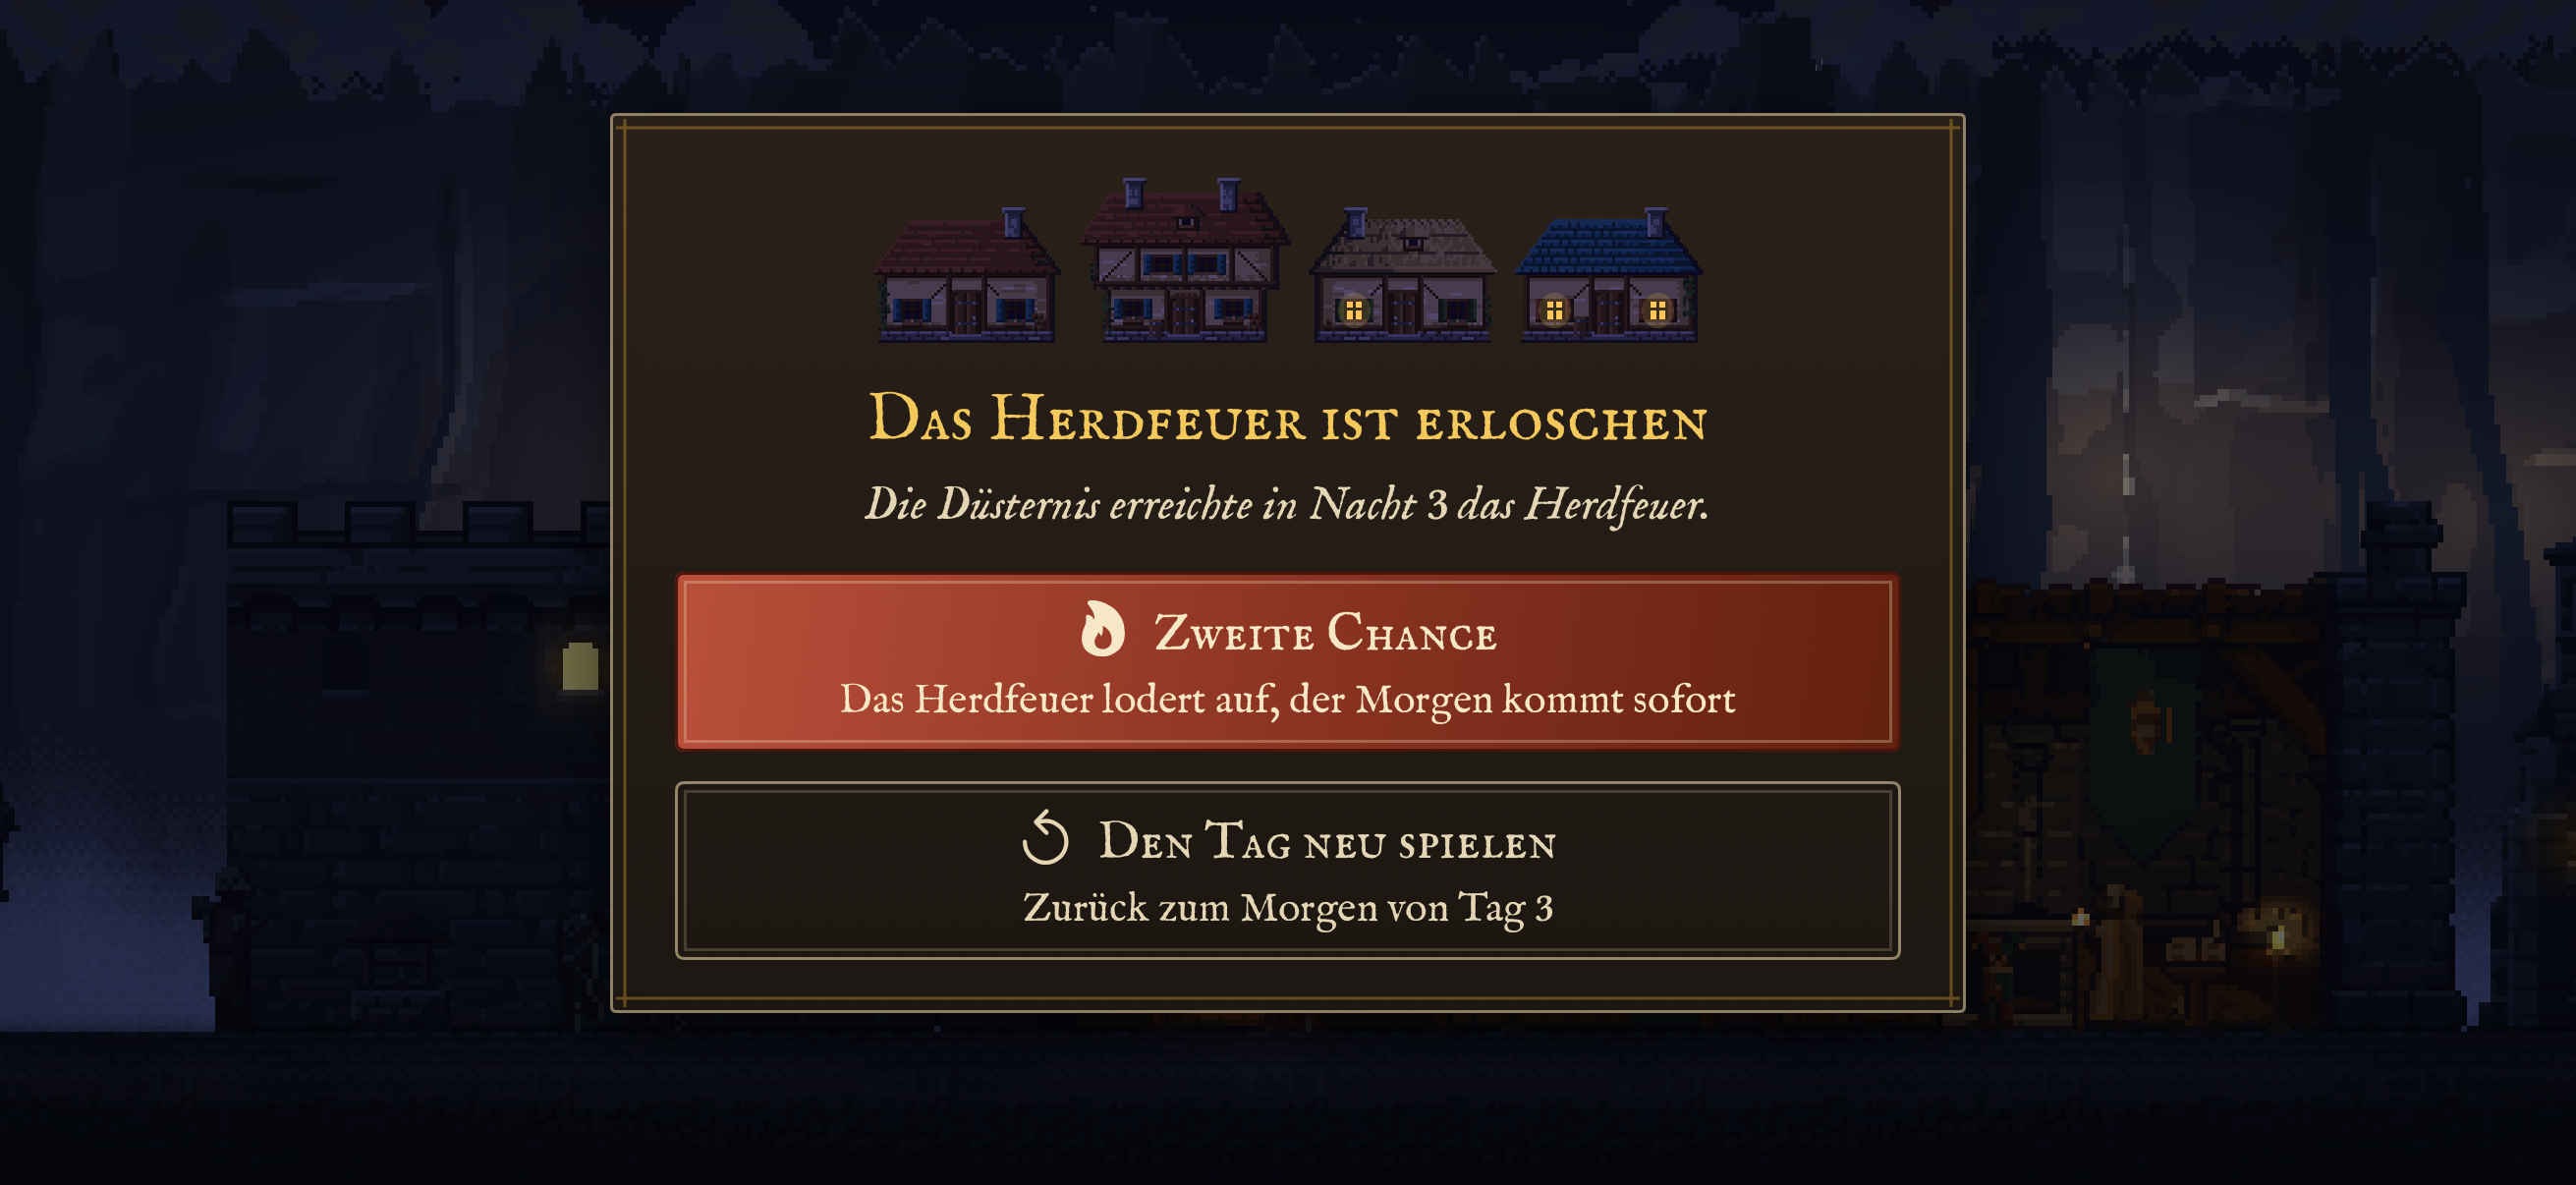 Das Herdfeuer ist erloschen
Die Düsternis erreichte in Nacht 3 das Herdfeuer.
Zweite Chance
Das Herdfeuer lodert auf, der Morgen kommt sofort
Den Tag neu spielen
Zurück zum Morgen von Tag 3